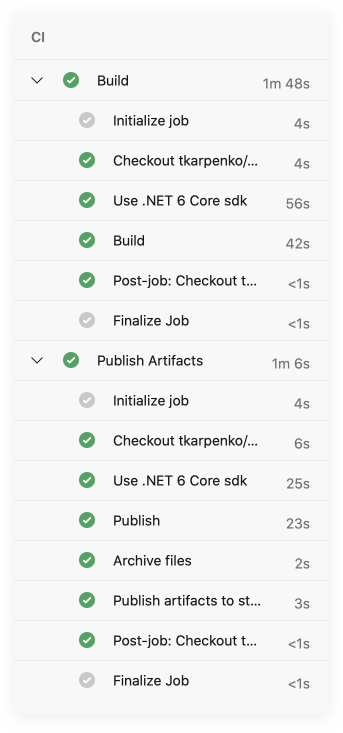 CI
Build 1m 48s
Initialize job 4s
Checkout tkarpenko/... 4s
Use .NET 6 Core sdk 56s
Build 42s
Post-job: Checkout t... <1s
Finalize Job <1s
Publish Artifacts 1m 6s
Initialize job 4s
Checkout tkarpenko/... 6s
Use .NET 6 Core sdk 25s
Publish 23s
Archive files 2s
Publish artifacts to st... 3s
Post-job: Checkout t... <1s
Finalize Job <1s